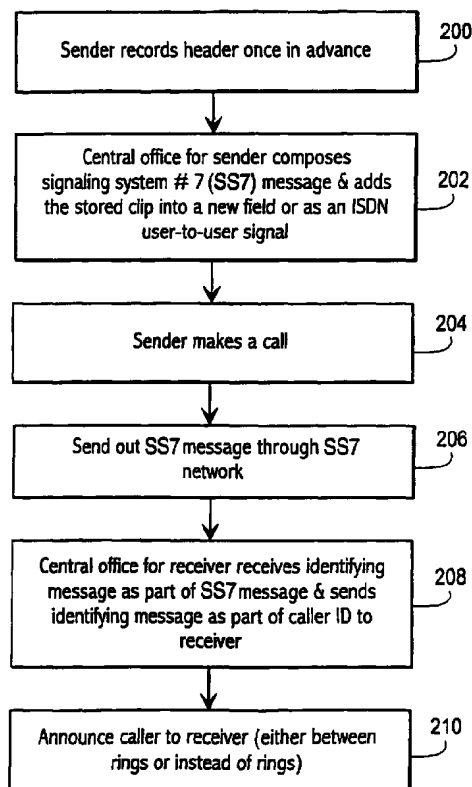 Sender records header once in advance
200
Central office for sender composes
signaling system # 7 (SS7) message & adds
the stored clip into a new field or as an ISDN
user-to-user signal
202
Sender makes a call
204
Send out SS7 message through SS7
network
206
Central office for receiver receives identifying
message as part of SS7 message & sends
identifying message as part of caller ID to
receiver
208
Announce caller to receiver (either between
rings or instead of rings)
210